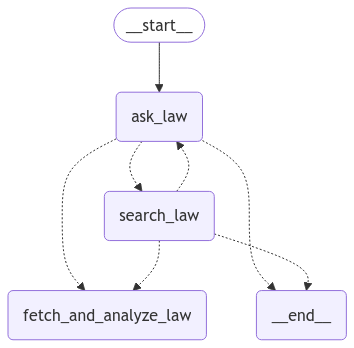 __start__
ask_law
search_law
fetch_and_analyze_law
__end__